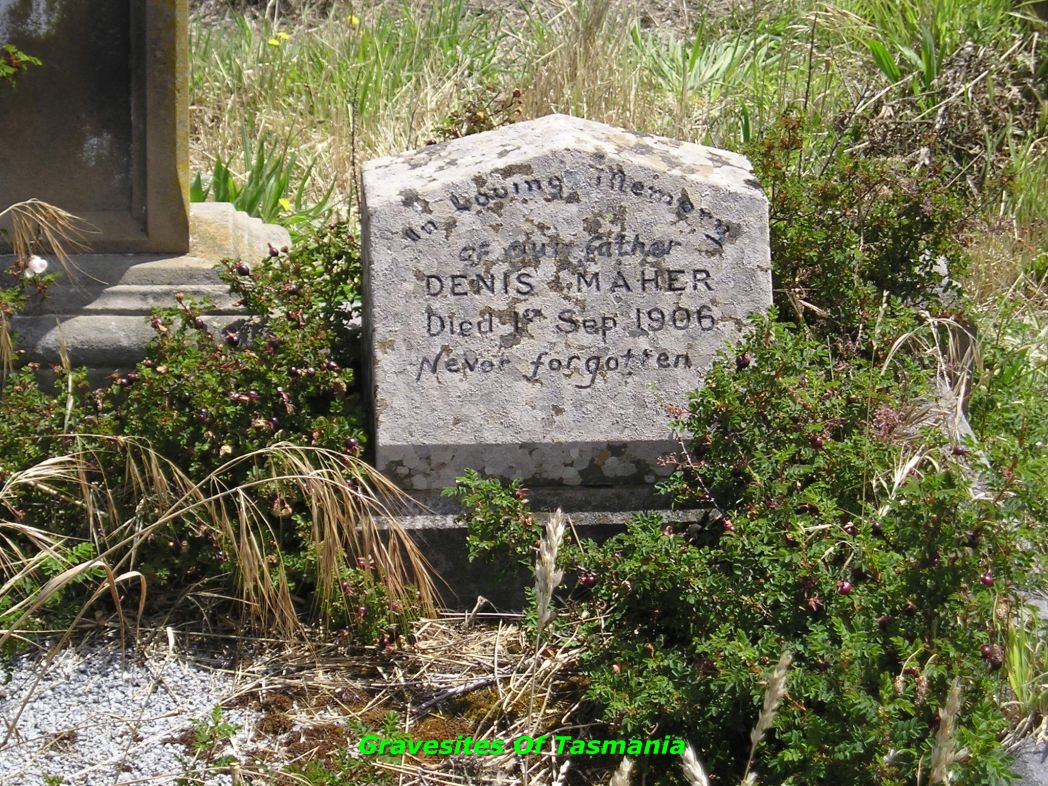 In Loving Memory
of our father
DENIS MAHER
Died 1st Sep 1906
Never forgotten
Gravesites Of Tasmania